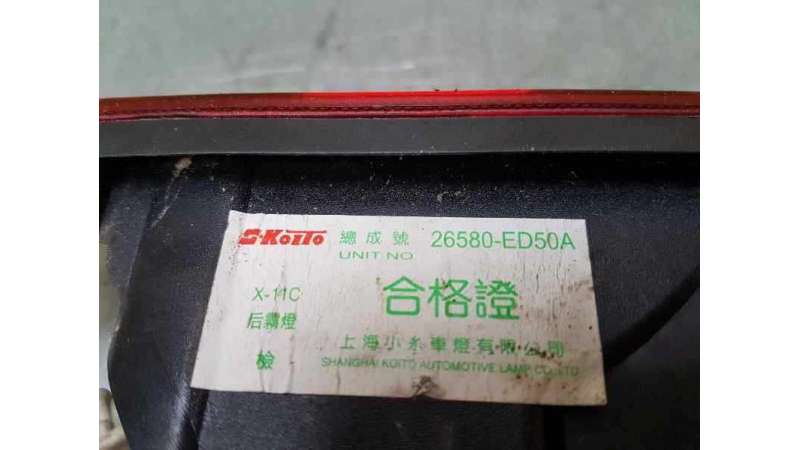 S-KOITO 總成號 26580-ED50A
UNIT NO
X-11C 合格證
后霧燈 上海小糸車燈有限公司
檢 SHANGHAI KOITO AUTOMOTIVE LAMP CO.,LTD